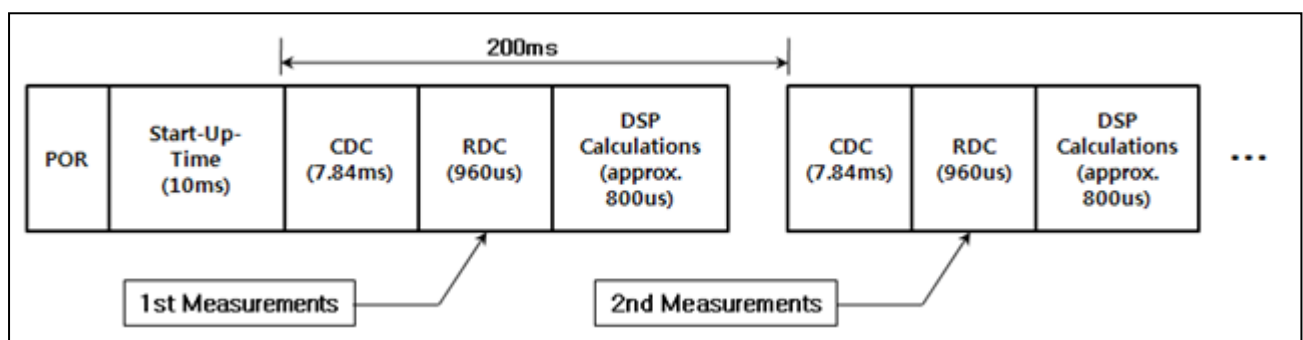 200ms
POR
Start-Up-
Time
(10ms)
CDC
(7.84ms)
RDC
(960us)
DSP
Calculations
(approx.
800us)
CDC
(7.84ms)
RDC
(960us)
DSP
Calculations
(approx.
800us)
...
1st Measurements
2nd Measurements